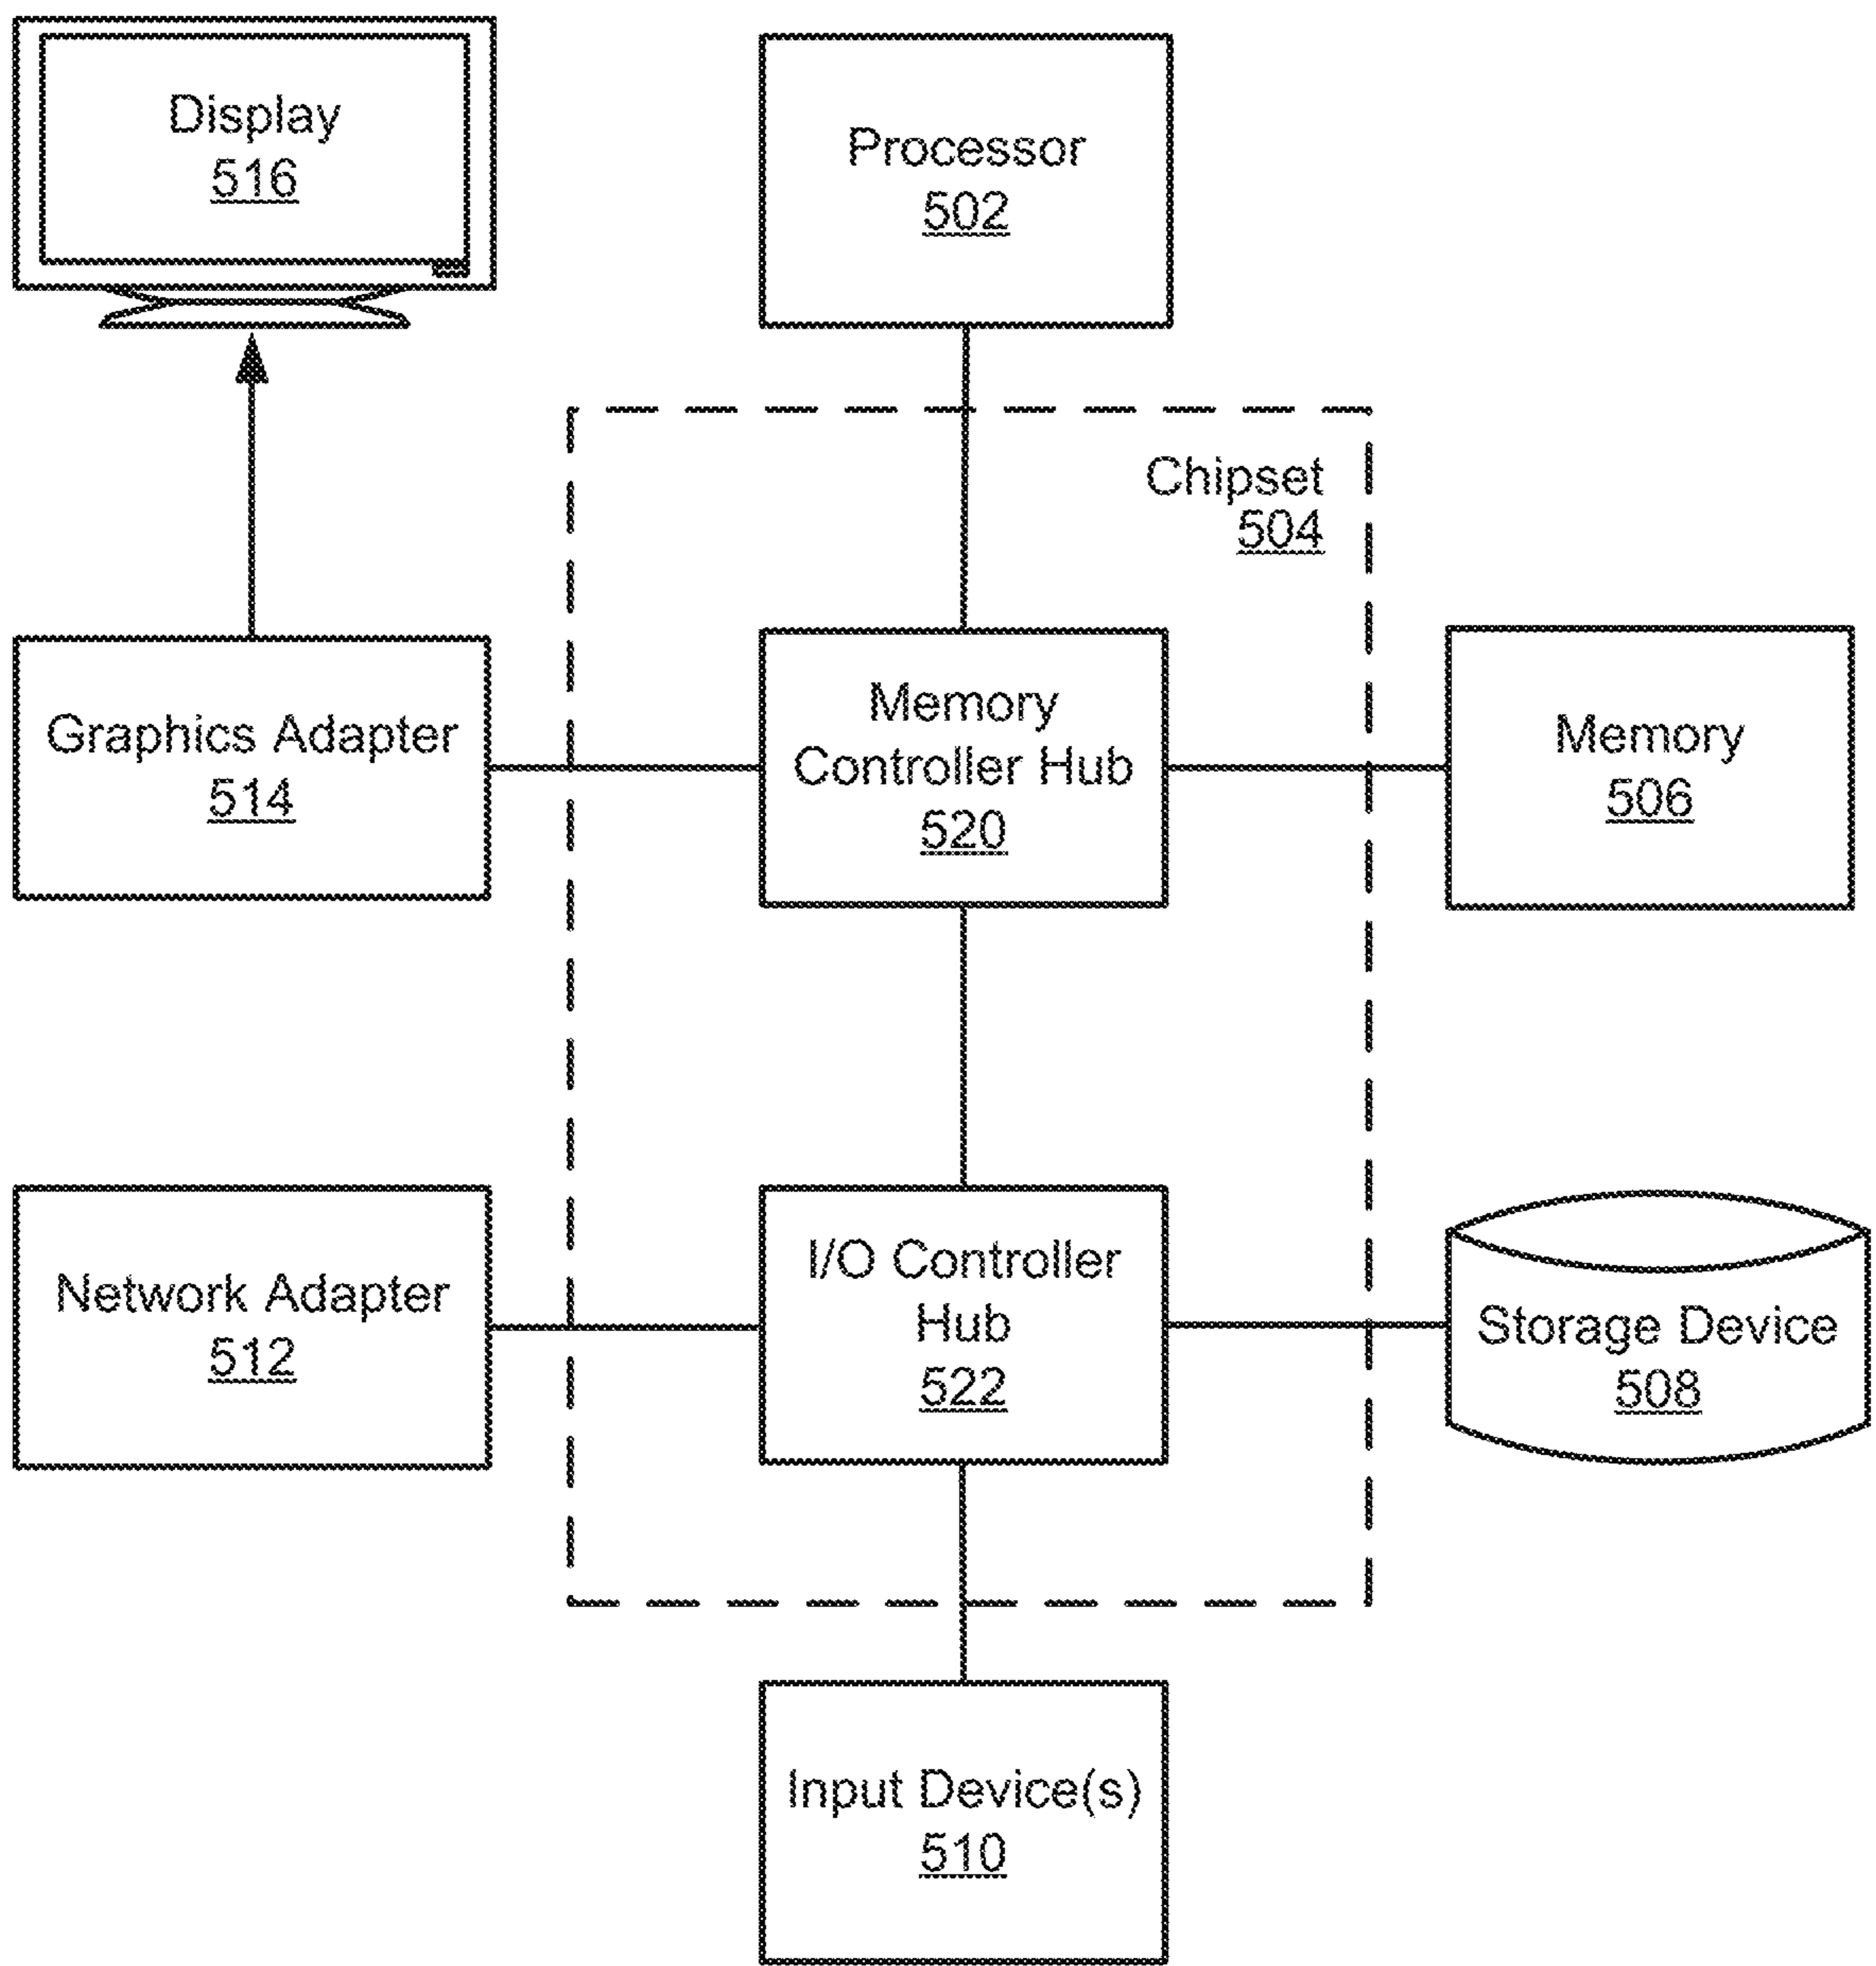 Display
516
Processor
502
Chipset
504
Graphics Adapter
514
Memory
Controller Hub
520
Memory
506
Network Adapter
512
I/O Controller
Hub
522
Storage Device
508
Input Device(s)
510